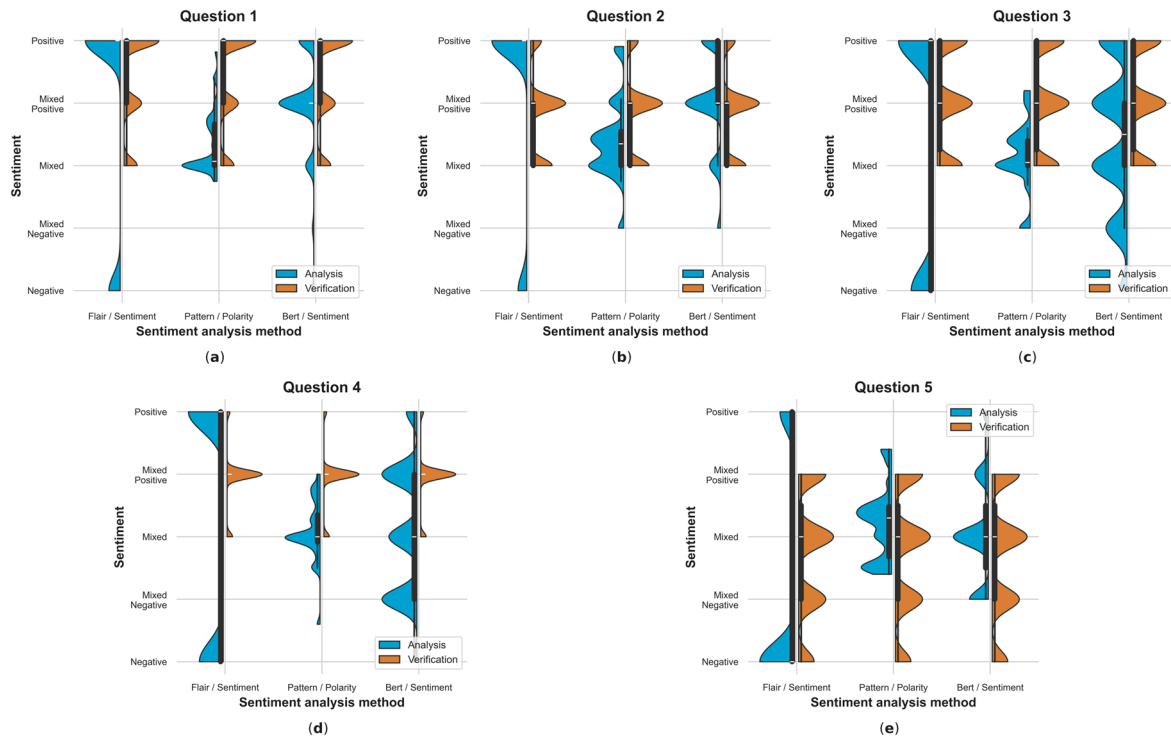 Question 1
Positive
Mixed
Positive
Mixed
Mixed
Negative
Negative
Sentiment
Analysis
Verification
Flair / Sentiment
Pattern / Polarity
Bert / Sentiment
Sentiment analysis method
(a)
Question 2
Positive
Mixed
Positive
Mixed
Mixed
Negative
Negative
Sentiment
Analysis
Verification
Flair / Sentiment
Pattern / Polarity
Bert / Sentiment
Sentiment analysis method
(b)
Question 3
Positive
Mixed
Positive
Mixed
Mixed
Negative
Negative
Sentiment
Analysis
Verification
Flair / Sentiment
Pattern / Polarity
Bert / Sentiment
Sentiment analysis method
(c)
Question 4
Positive
Mixed
Positive
Mixed
Mixed
Negative
Negative
Sentiment
Analysis
Verification
Flair / Sentiment
Pattern / Polarity
Bert / Sentiment
Sentiment analysis method
(d)
Question 5
Positive
Mixed
Positive
Mixed
Mixed
Negative
Negative
Sentiment
Analysis
Verification
Flair / Sentiment
Pattern / Polarity
Bert / Sentiment
Sentiment analysis method
(e)